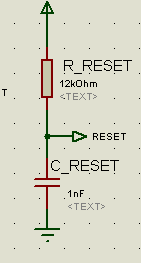 R_RESET
12kOhm
<TEXT>
T
RESET
C_RESET
1nF
<TEXT>